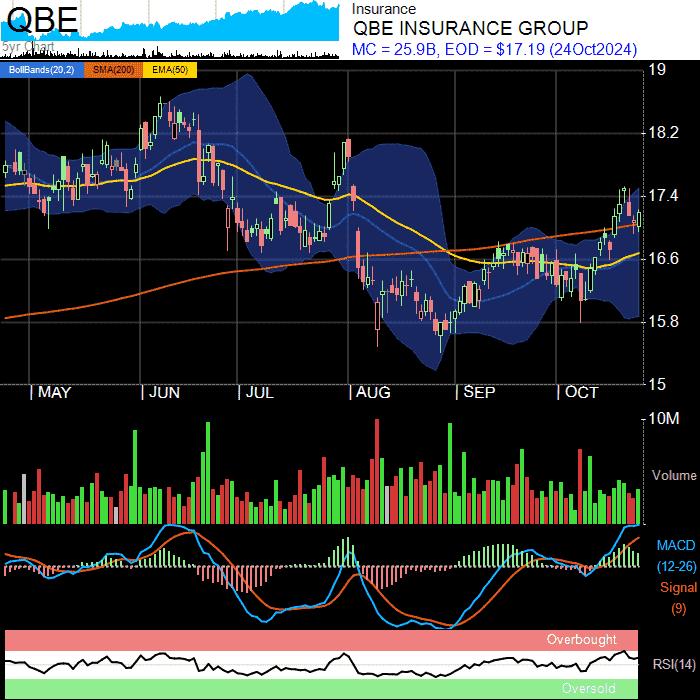 QBE
Insurance
QBE INSURANCE GROUP
MC = 25.9B, EOD = $17.19 (24Oct2024)
5yr Chart
BollBands(20,2) SMA(200) EMA(50)
19
18.2
17.4
16.6
15.8
15
MAY JUN JUL AUG SEP OCT
10M
Volume
MACD
(12-26)
Signal
(9)
Overbought
RSI(14)
Oversold